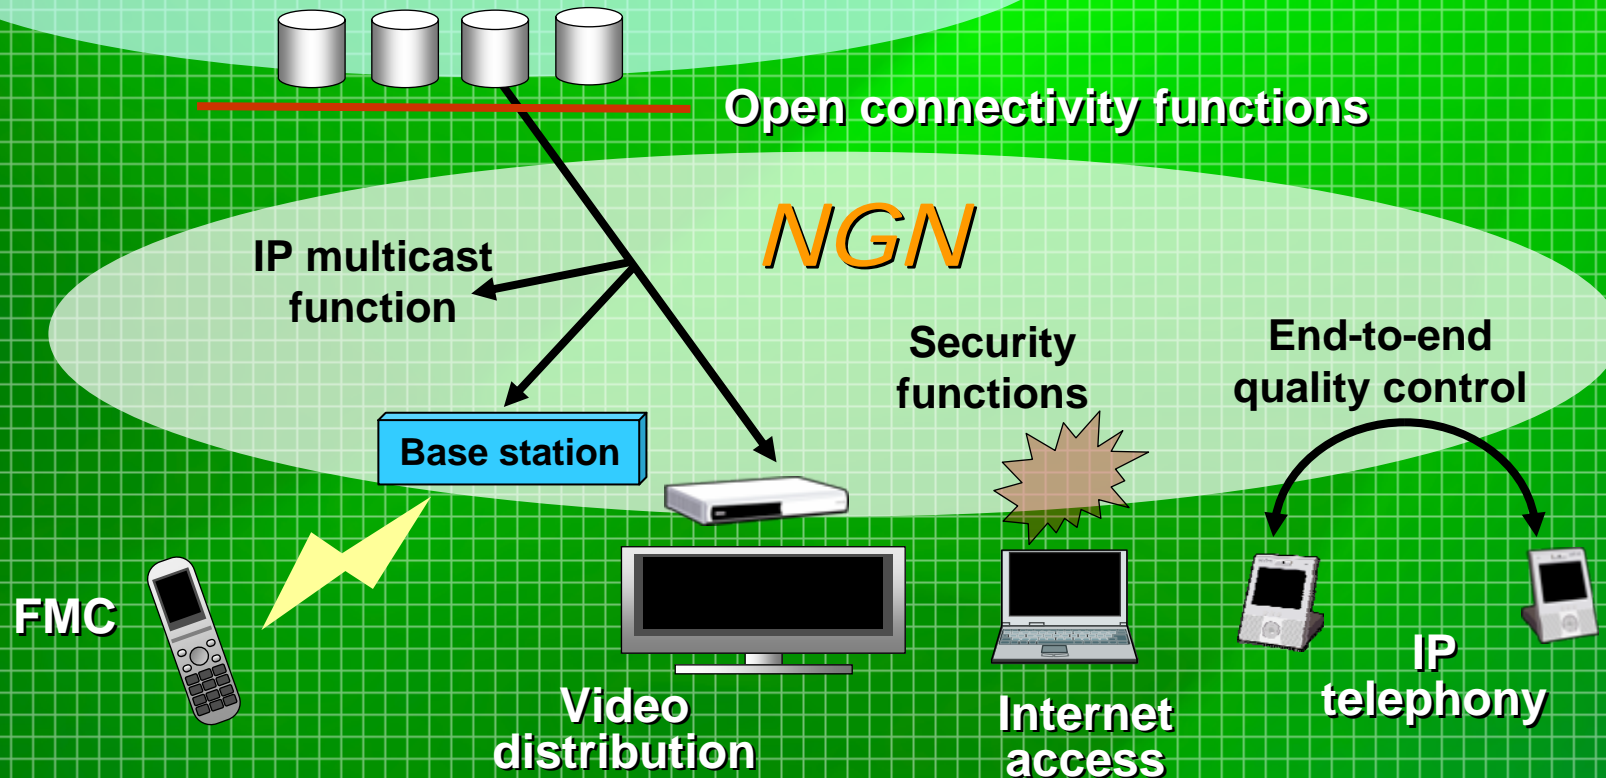 Open connectivity functions
NGN
IP multicast
function
Security
functions
End-to-end
quality control
Base station
FMC
Video
distribution
Internet
access
IP
telephony